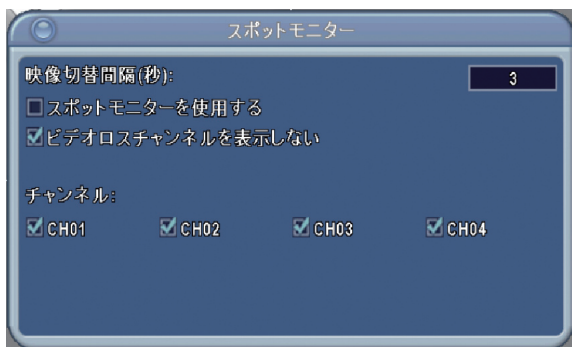 スポットモニター
映像切替間隔(秒): 3
スポットモニターを使用する
ビデオロスチャンネルを表示しない
チャンネル:
CH01 CH02 CH03 CH04